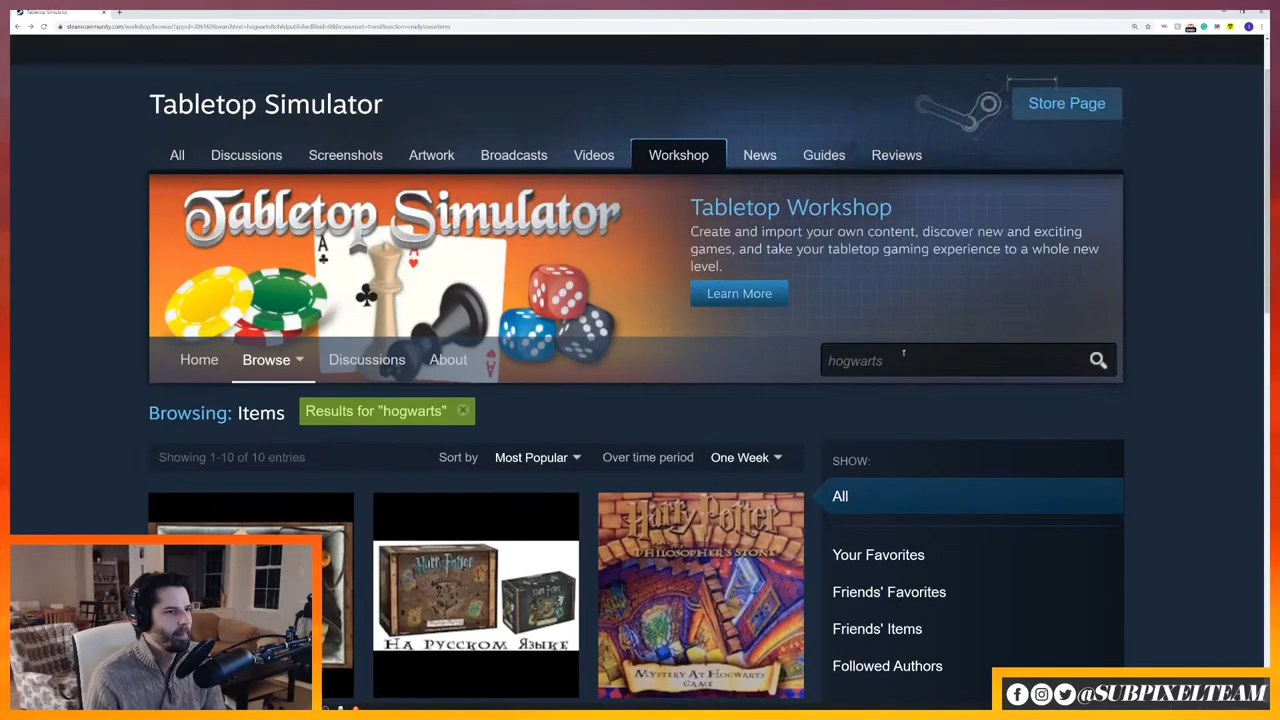 Tabletop Simulator
Tabletop Simulator
Store Page
All Discussions Screenshots Artwork Broadcasts Videos Workshop News Guides Reviews
Tabletop Simulator
Tabletop Workshop
Create and import your own content, discover new and exciting
games, and take your tabletop gaming experience to a whole new
level.
Learn More
A
A
A
Home Browse Discussions About
hogwarts
Browsing: Items
Results for "hogwarts"
Showing 1-10 of 10 entries
Sort by Most Popular Over time period One Week
SHOW:
All
Your Favorites
Friends' Favorites
Friends' Items
Followed Authors
Harry Potter
НА РУССКОМ ЯЗЫКЕ
Harry Potter
PHILOSOPHER'S STONE
MYSTERY AT HOGWARTS
GAME
@SUBPIXELTEAM